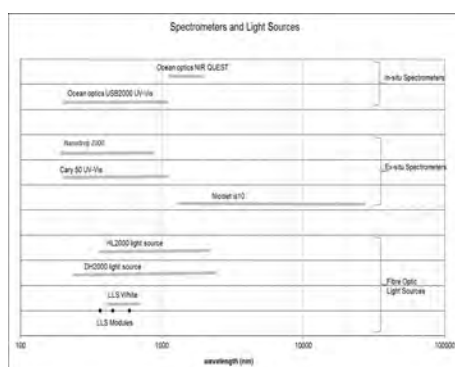 Spectrometers and Light Sources
Ocean optics NIR QUEST
In-situ Spectrometers
Ocean optics USB2000 UV-Vis
Nanodrop 2000
Cary 50 UV-Vis
Ex-situ Spectrometers
Nicolet is10
HL2000 light source
DH2000 light source
Fibre Optic
Light Sources
LLS White
LLS Modules
100
1000
10000
100000
wavelength (nm)